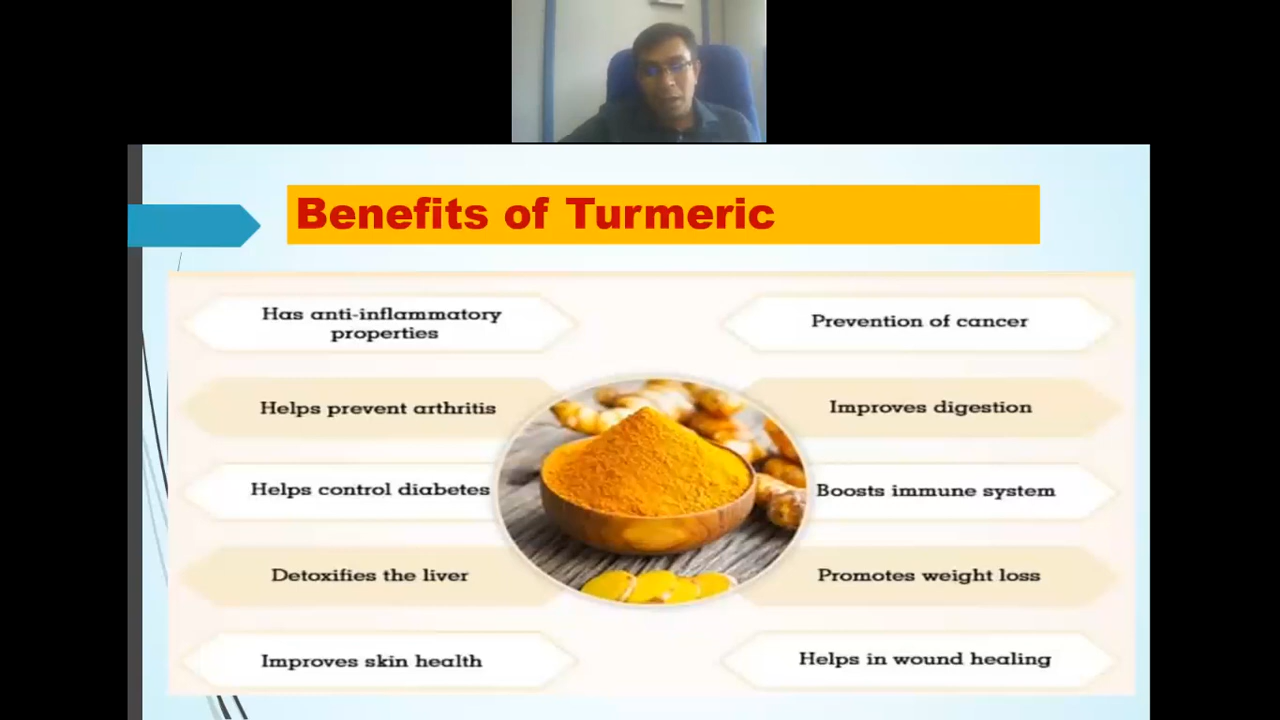 Benefits of Turmeric
Has anti-inflammatory
properties
Helps prevent arthritis
Helps control diabetes
Detoxifies the liver
Improves skin health
Prevention of cancer
Improves digestion
Boosts immune system
Promotes weight loss
Helps in wound healing